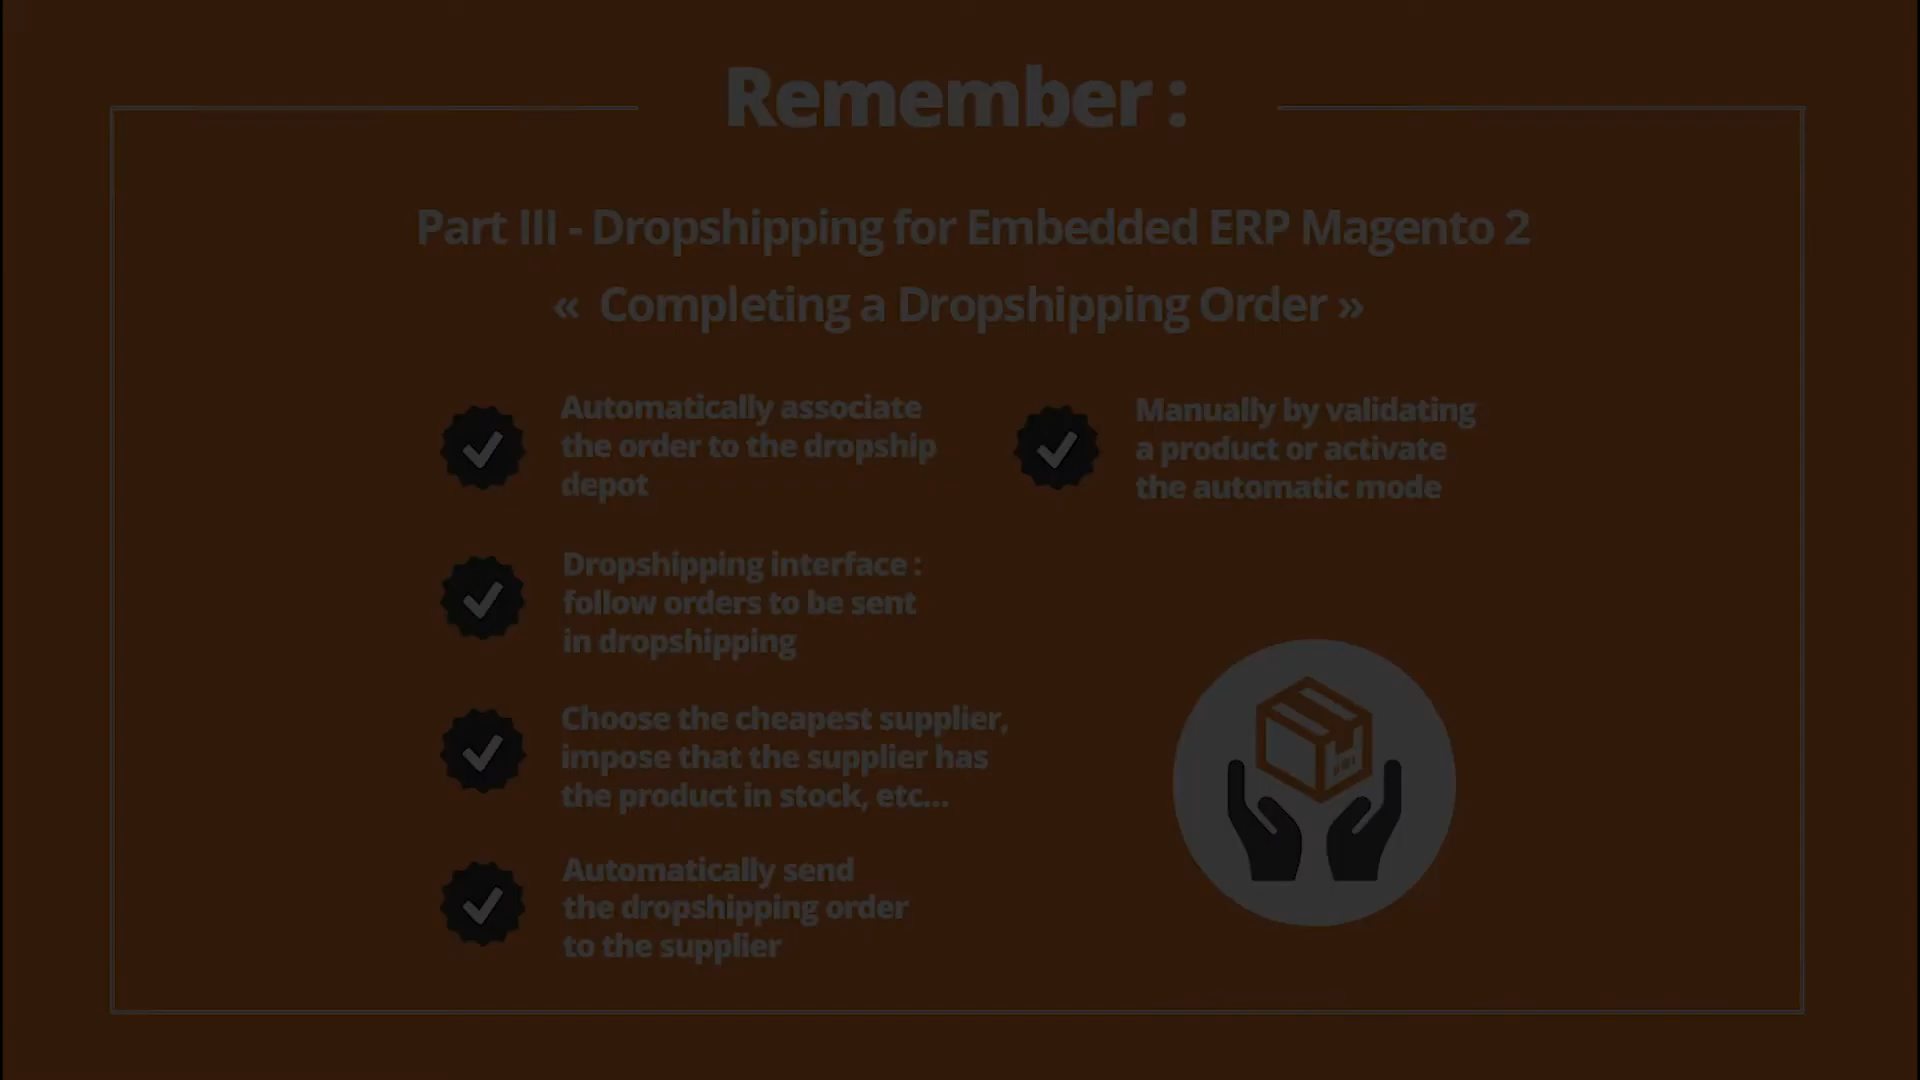 Remember :
Part III - Dropshipping for Embedded ERP Magento 2
«  Completing a Dropshipping Order »
Automatically associate
the order to the dropship
depot
Manually by validating
a product or activate
the automatic mode
Dropshipping interface :
follow orders to be sent
in dropshipping
Choose the cheapest supplier,
impose that the supplier has
the product in stock, etc...
Automatically send
the dropshipping order
to the supplier